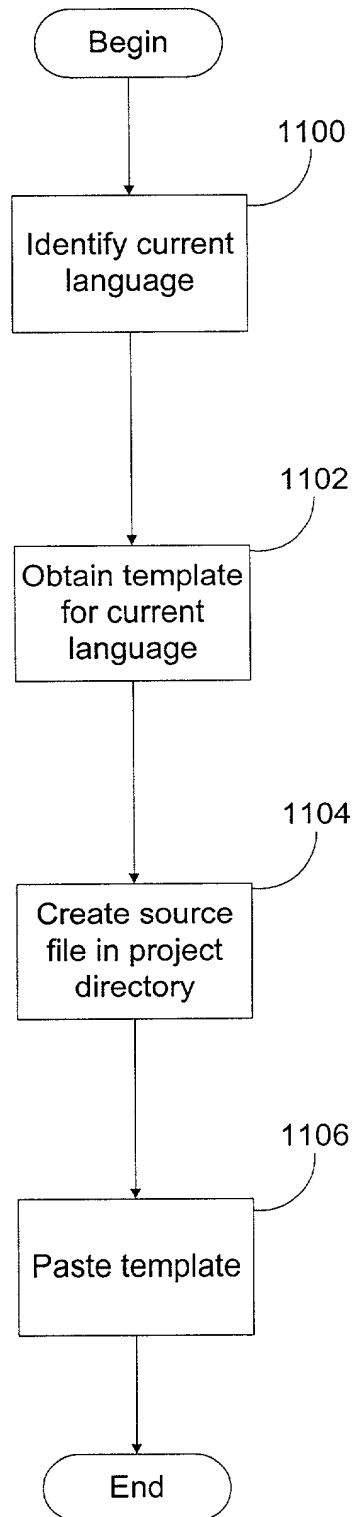 Begin
1100
Identify current
language
1102
Obtain template
for current
language
1104
Create source
file in project
directory
1106
Paste template
End